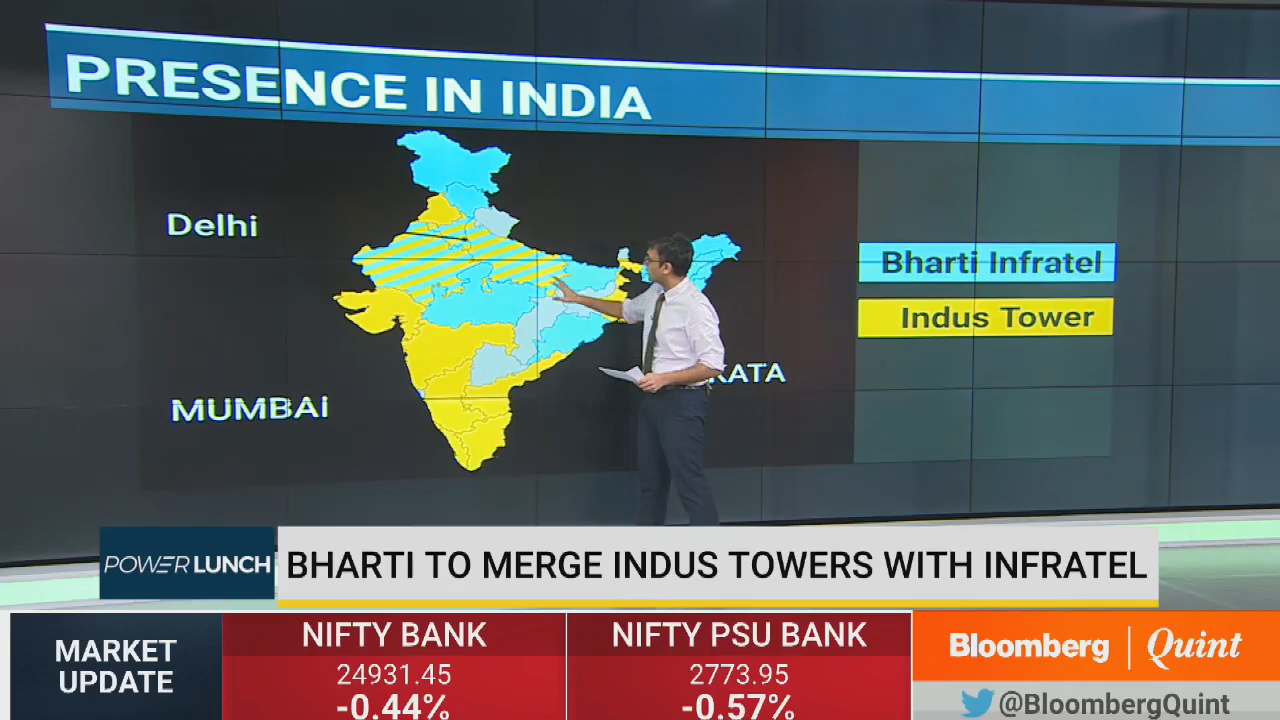 PRESENCE IN INDIA
Delhi
Bharti Infratel
Indus Tower
MUMBAi
KATA
POWER LUNCH
BHARTI TO MERGE INDUS TOWERS WITH INFRATEL
MARKET
UPDATE
NIFTY BANK
24931.45
-0.44%
NIFTY PSU BANK
2773.95
-0.57%
Bloomberg | Quint
@BloombergQuint